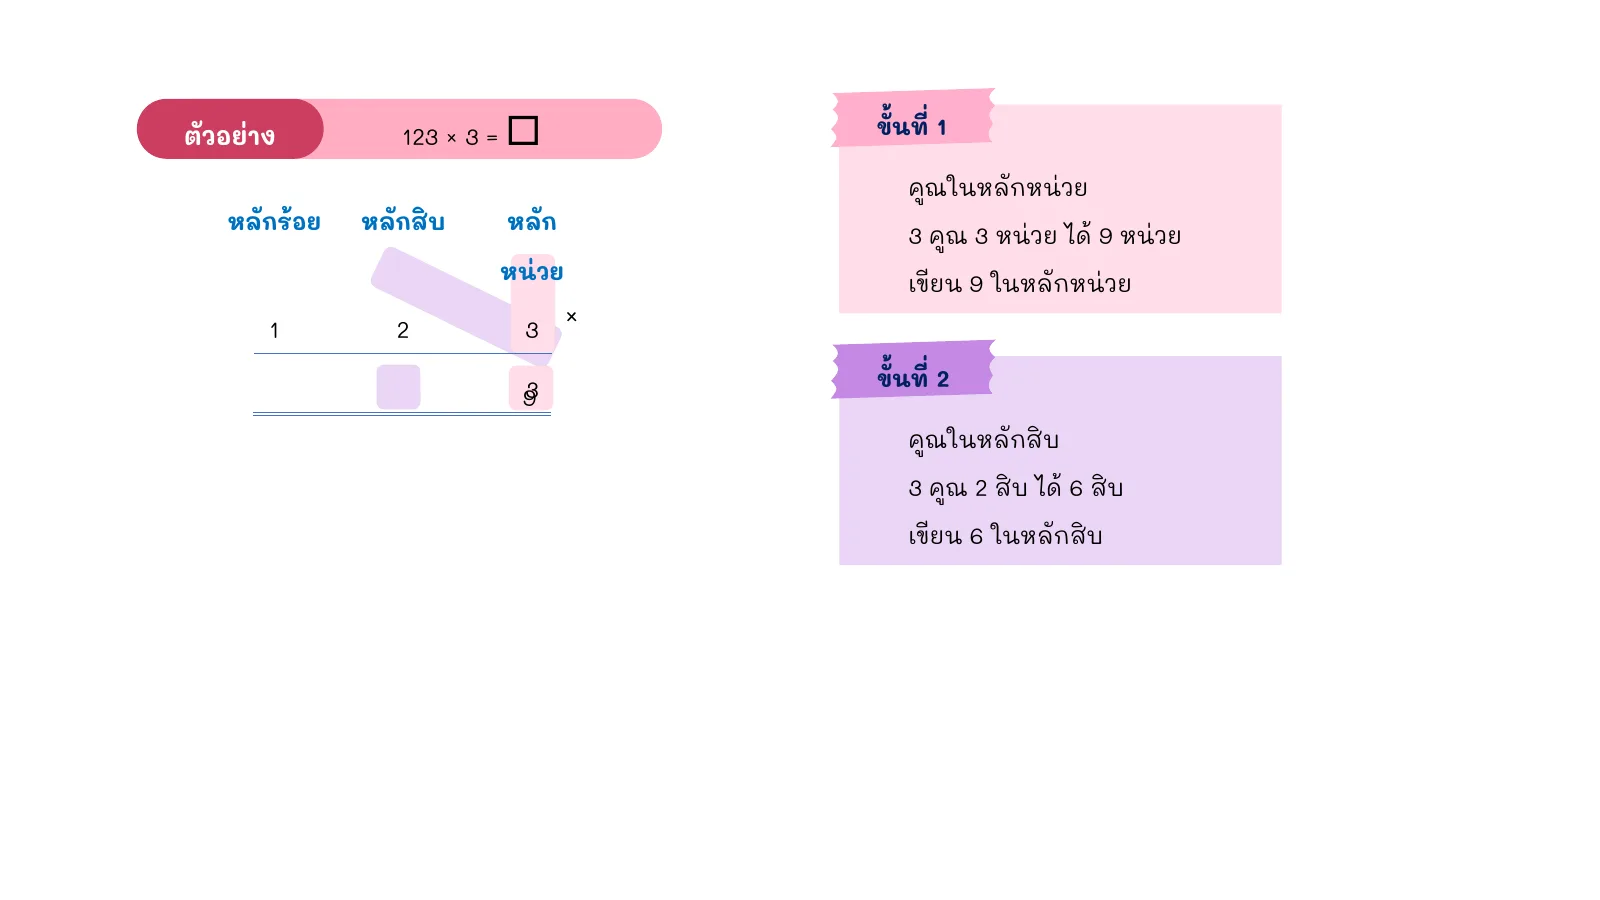 ตัวอย่าง 123 × 3 = □
หลักร้อย หลักสิบ หลัก
หน่วย
1 2 3 ×
3
9
ขั้นที่ 1
คูณในหลักหน่วย
3 คูณ 3 หน่วย ได้ 9 หน่วย
เขียน 9 ในหลักหน่วย
ขั้นที่ 2
คูณในหลักสิบ
3 คูณ 2 สิบ ได้ 6 สิบ
เขียน 6 ในหลักสิบ